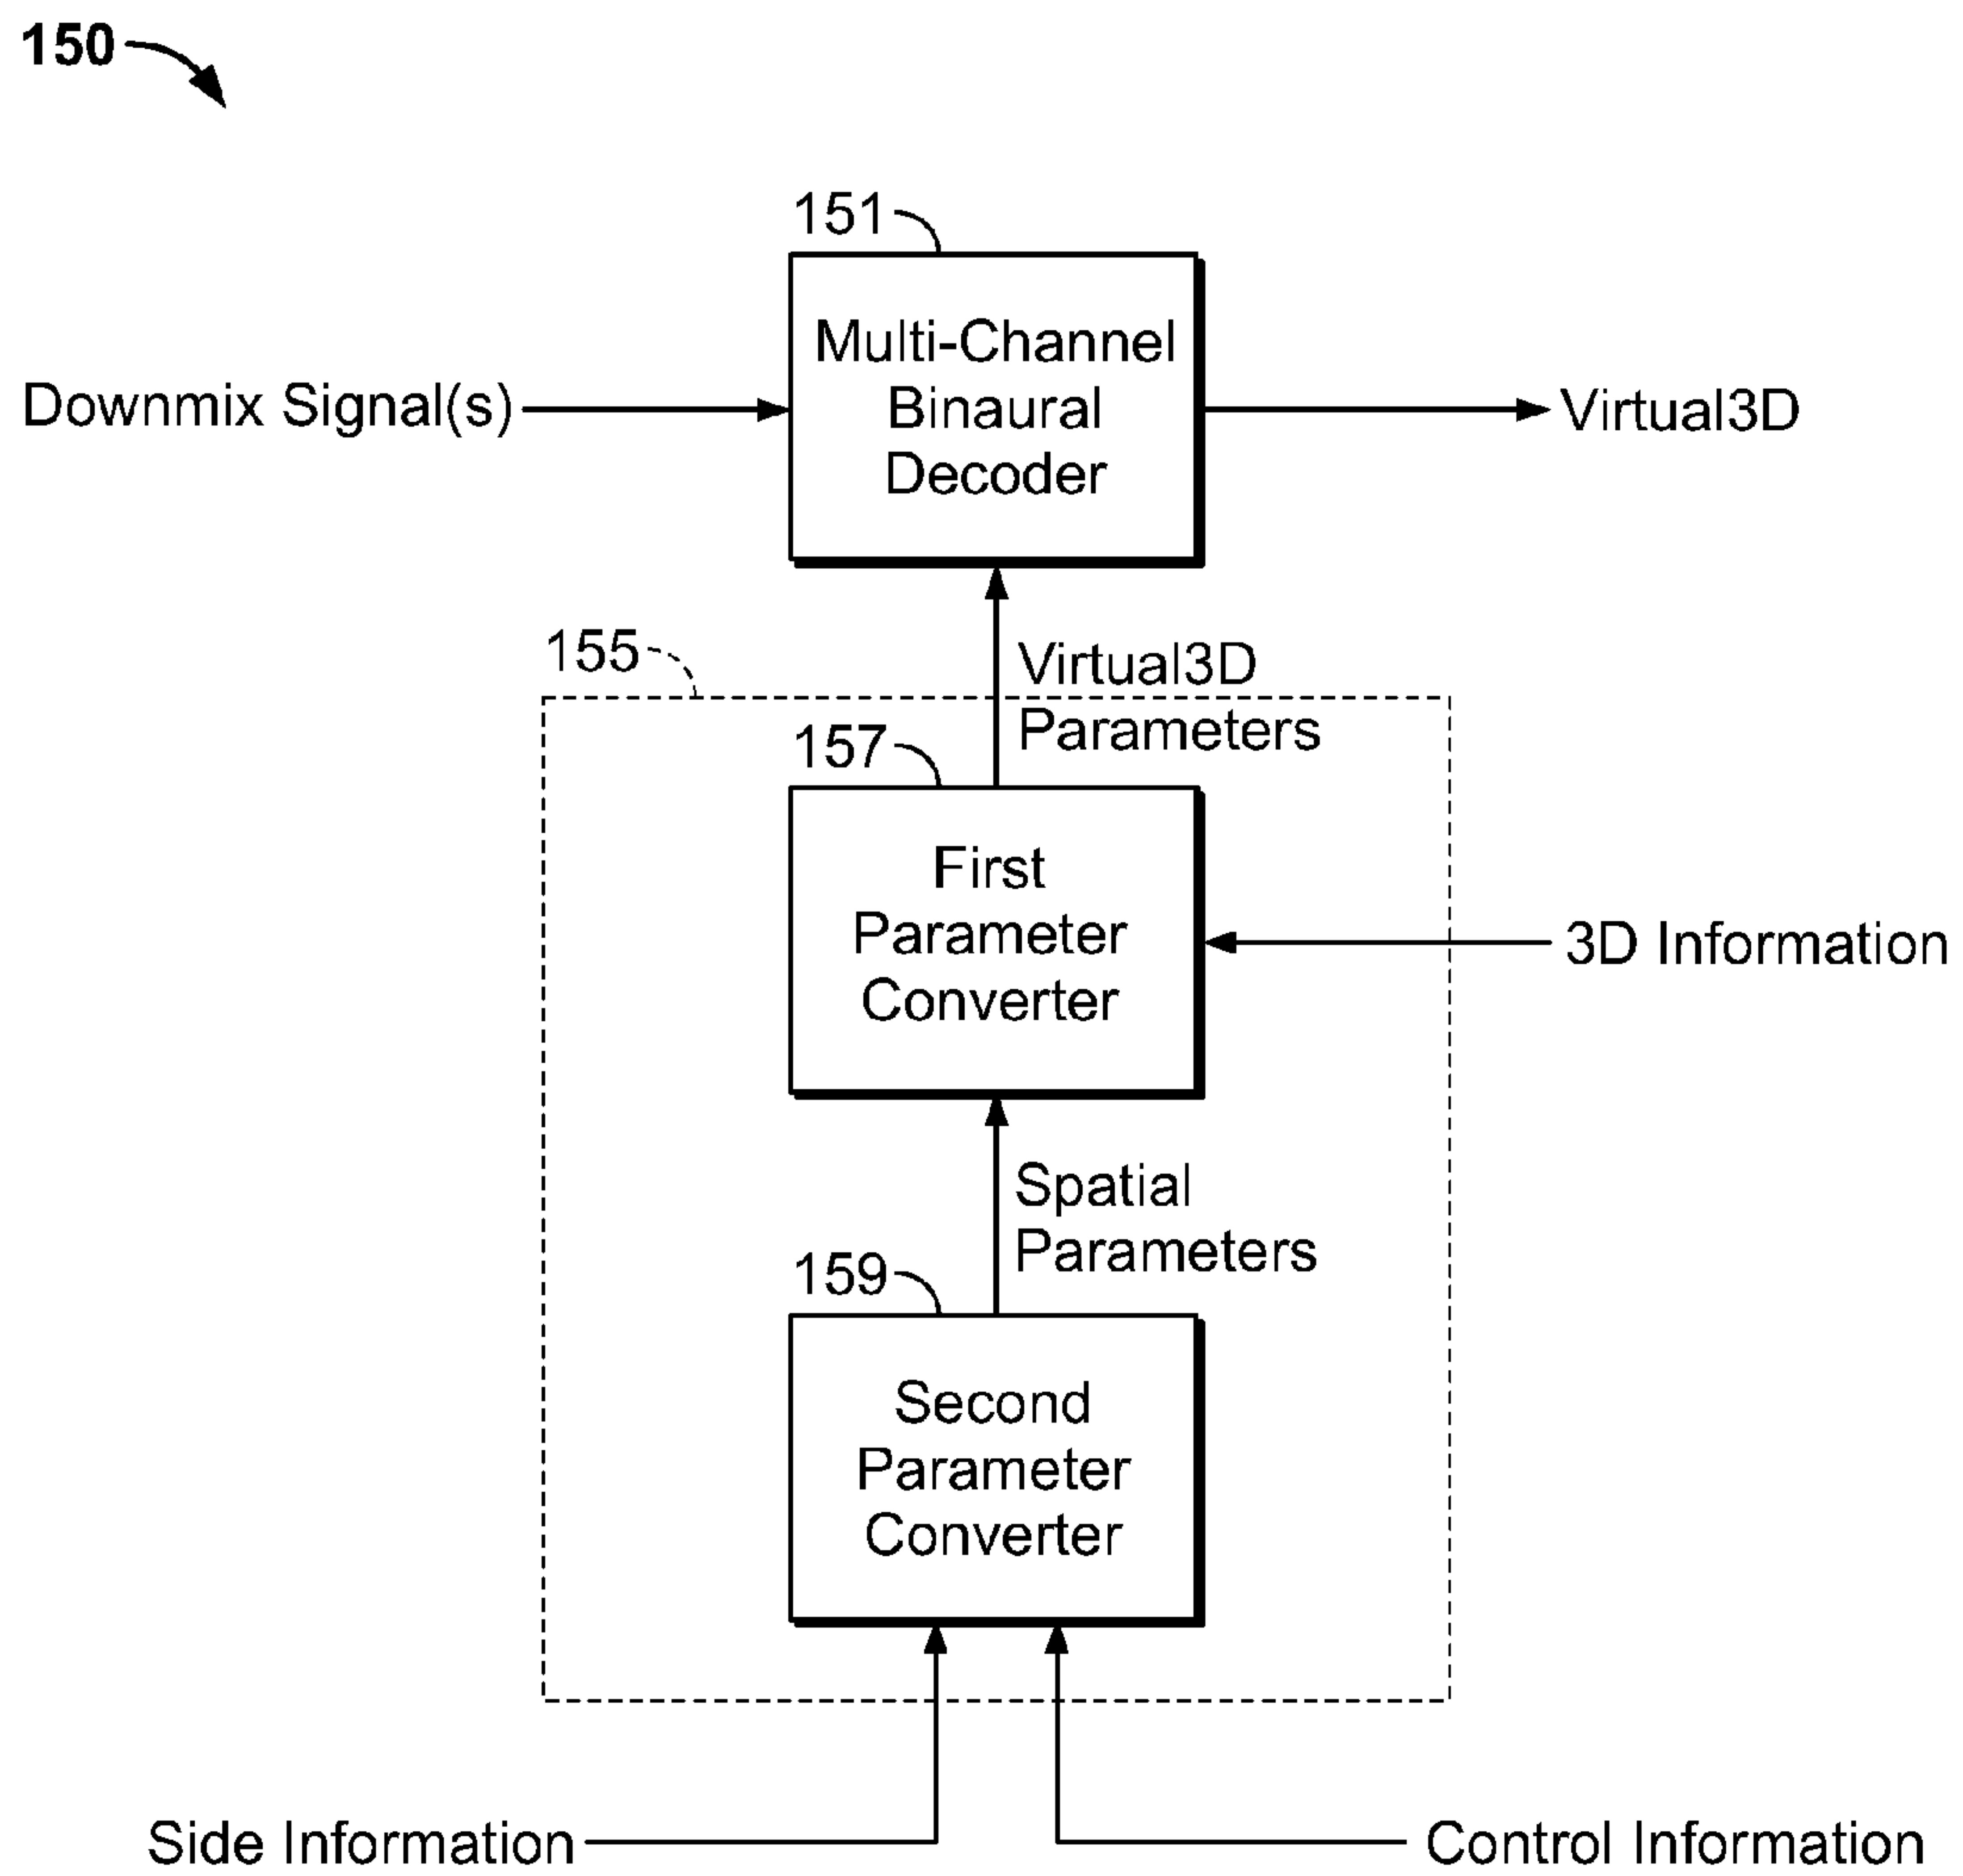 150
151
Multi-Channel
Binaural
Decoder
Downmix Signal(s)
Virtual3D
155
Virtual3D
Parameters
157
First
Parameter
Converter
3D Information
Spatial
Parameters
159
Second
Parameter
Converter
Side Information
Control Information